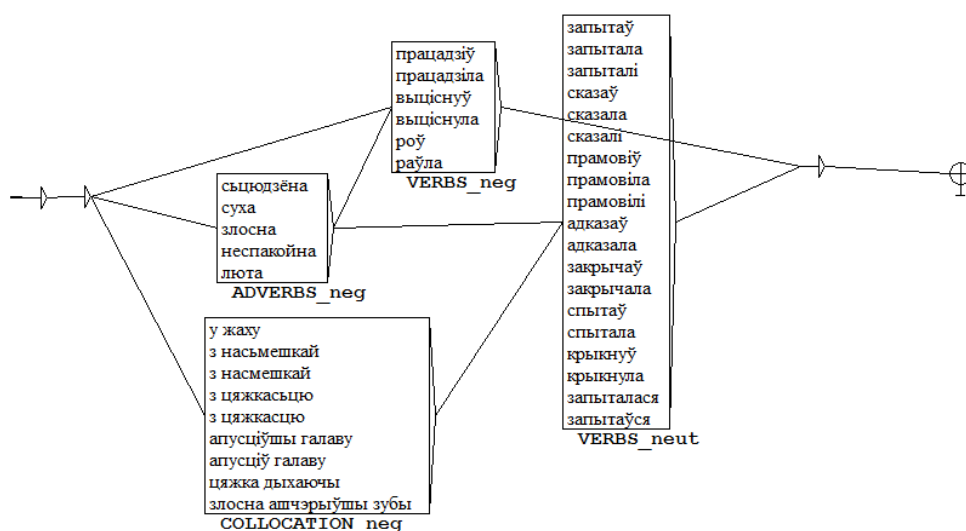 працадзіў
працадзіла
выціснуў
выціснула
роў
раўла
VERBS_neg
сьцюдзёна
суха
злосна
неспакойна
люта
ADVERBS_neg
у жаху
з насьмешкай
з насмешкай
з цяжкасьцю
з цяжкасцю
апусціўшы галаву
апусціў галаву
цяжка дыхаючы
злосна ашчэрыўшы зубы
COLLOCATION_neg
запытаў
запытала
запыталі
сказаў
сказала
сказалі
прамовіў
прамовіла
прамовілі
адказаў
адказала
закрычаў
закрычала
спытаў
спытала
крыкнуў
крыкнула
запыталася
запытаўся
VERBS_neut